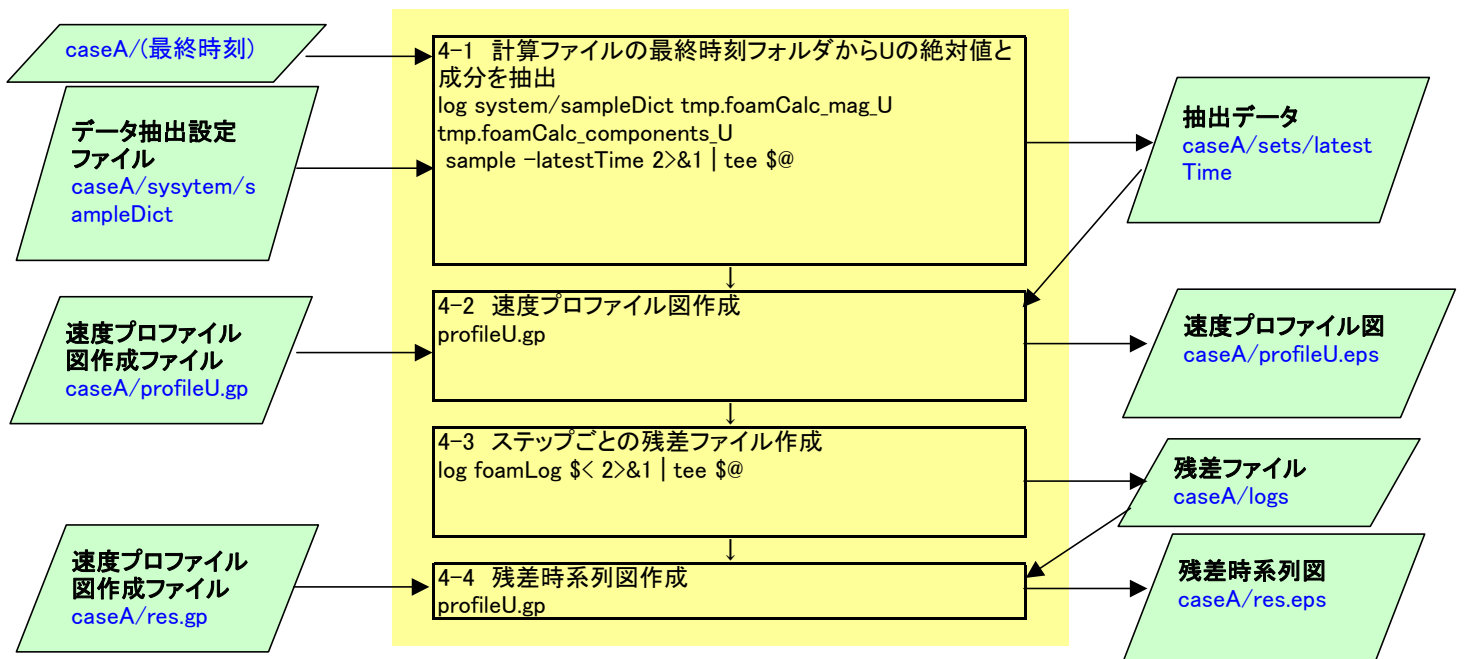 caseA/(最終時刻)
データ抽出設定
ファイル
caseA/sysytem/s
ampleDict
4-1 計算ファイルの最終時刻フォルダからUの絶対値と
成分を抽出
log system/sampleDict tmp.foamCalc_mag_U
tmp.foamCalc_components_U
sample -latestTime 2>&1 | tee $@
抽出データ
caseA/sets/latest
Time
↓
速度プロファイル
図作成ファイル
caseA/profileU.gp
4-2 速度プロファイル図作成
profileU.gp
速度プロファイル図
caseA/profileU.eps
↓
4-3 ステップごとの残差ファイル作成
log foamLog $< 2>&1 | tee $@
残差ファイル
caseA/logs
↓
速度プロファイル
図作成ファイル
caseA/res.gp
4-4 残差時系列図作成
profileU.gp
残差時系列図
caseA/res.eps